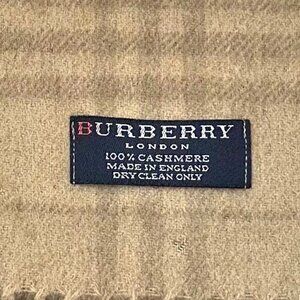 BURBERRY
LONDON
100% CASHMERE
MADE IN ENGLAND
DRY CLEAN ONLY